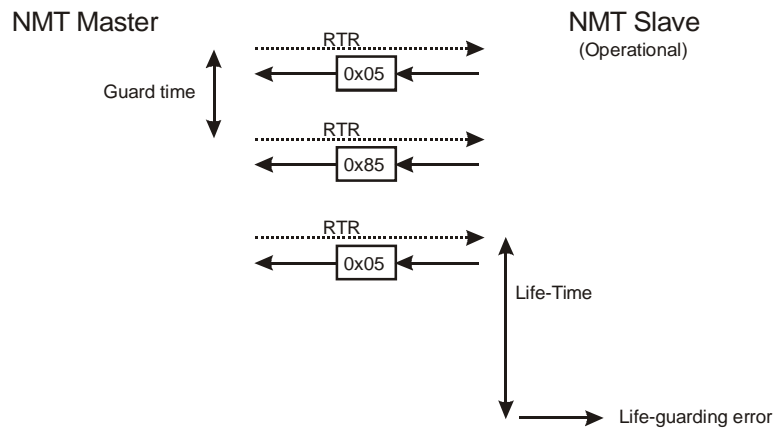 NMT Master
NMT Slave
(Operational)
RTR
0x05
Guard time
RTR
0x85
RTR
0x05
Life-Time
Life-guarding error